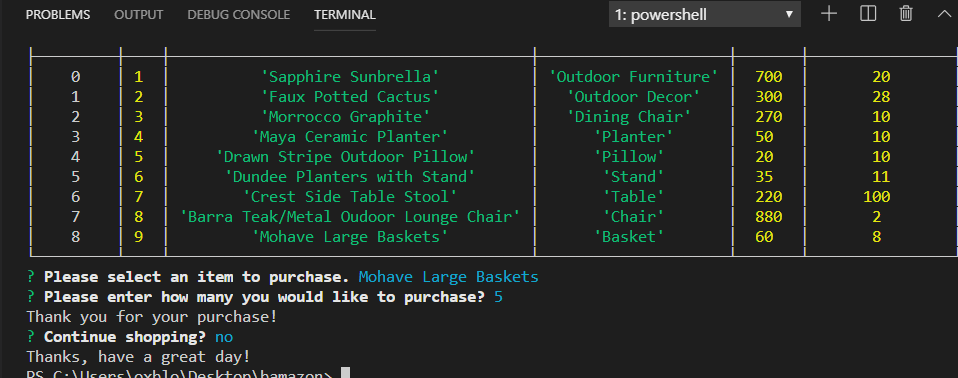 PROBLEMS OUTPUT DEBUG CONSOLE TERMINAL 1: powershell
0 1 'Sapphire Sunbrella' 'Outdoor Furniture' 700 20
1 2 'Faux Potted Cactus' 'Outdoor Decor' 300 28
2 3 'Morrocco Graphite' 'Dining Chair' 270 10
3 4 'Maya Ceramic Planter' 'Planter' 50 10
4 5 'Drawn Stripe Outdoor Pillow' 'Pillow' 20 10
5 6 'Dundee Planters with Stand' 'Stand' 35 11
6 7 'Crest Side Table Stool' 'Table' 220 100
7 8 'Barra Teak/Metal Oudoor Lounge Chair' 'Chair' 880 2
8 9 'Mohave Large Baskets' 'Basket' 60 8
? Please select an item to purchase. Mohave Large Baskets
? Please enter how many you would like to purchase? 5
Thank you for your purchase!
? Continue shopping? no
Thanks, have a great day!
PS C:\Users\oxblo\Desktop\bamazon>